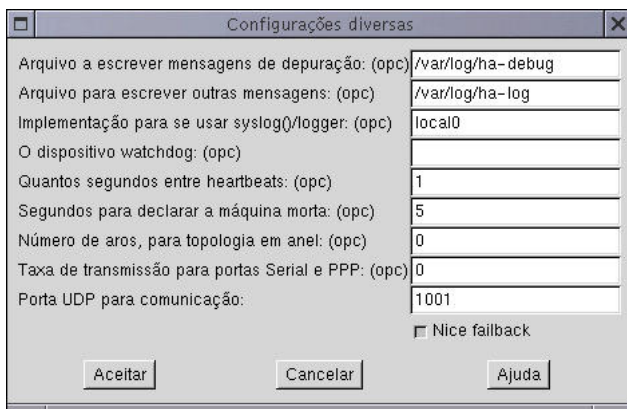 Configurações diversas
Arquivo a escrever mensagens de depuração: (opc) /var/log/ha-debug
Arquivo para escrever outras mensagens: (opc) /var/log/ha-log
Implementação para se usar syslog()/logger: (opc) local0
O dispositivo watchdog: (opc)
Quantos segundos entre heartbeats: (opc) 1
Segundos para declarar a máquina morta: (opc) 5
Número de aros, para topologia em anel: (opc) 0
Taxa de transmissão para portas Serial e PPP: (opc) 0
Porta UDP para comunicação: 1001
Nice failback
Aceitar Cancelar Ajuda